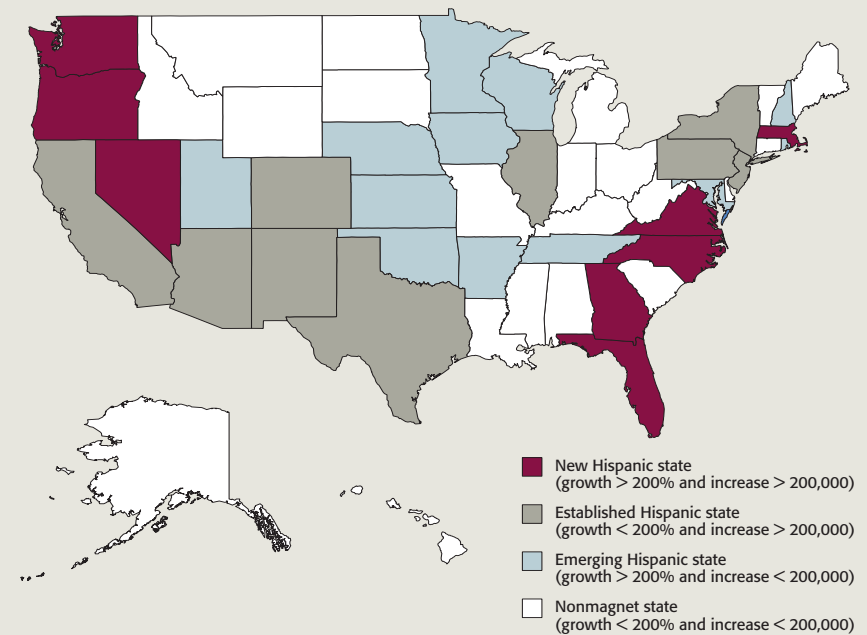 New Hispanic state
(growth > 200% and increase > 200,000)
Established Hispanic state
(growth < 200% and increase > 200,000)
Emerging Hispanic state
(growth > 200% and increase < 200,000)
Nonmagnet state
(growth < 200% and increase < 200,000)